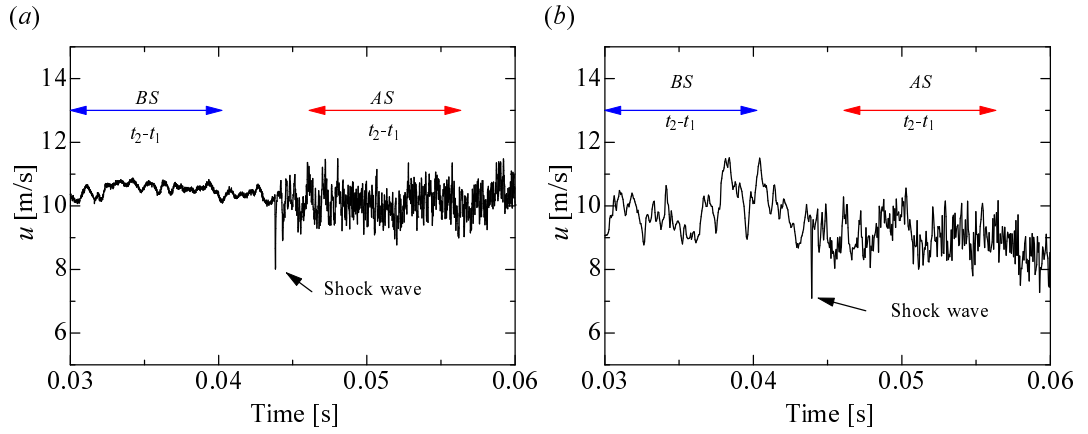 (a)
14
12
10
8
6
u [m/s]
BS
t2-t1
AS
t2-t1
Shock wave
0.03
0.04
0.05
0.06
Time [s]
(b)
14
12
10
8
6
u [m/s]
BS
t2-t1
AS
t2-t1
Shock wave
0.03
0.04
0.05
0.06
Time [s]